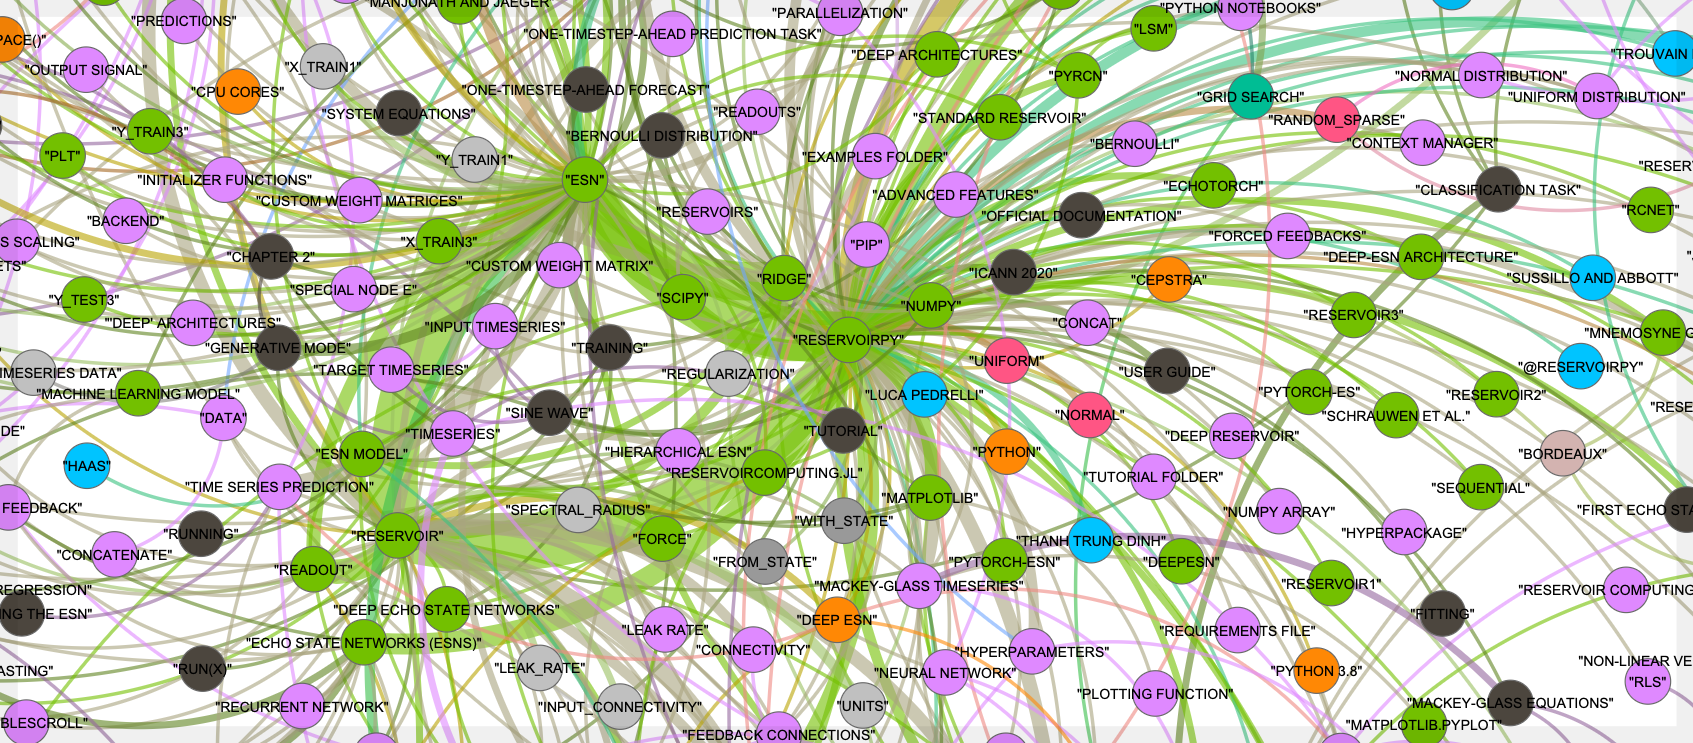 MANJUNATH AND JAEGER
"PARALLELIZATION"
"PYTHON NOTEBOOKS"
"PREDICTIONS"
"ONE-TIMESTEP-AHEAD PREDICTION TASK"
"LSM"
PACE()"
"DEEP ARCHITECTURES"
"TROUVAIN
"OUTPUT SIGNAL"
"X_TRAIN1"
"PYRCN"
"NORMAL DISTRIBUTION"
"CPU CORES"
"ONE-TIMESTEP-AHEAD FORECAST"
"GRID SEARCH"
"UNIFORM DISTRIBUTION"
"SYSTEM EQUATIONS"
"READOUTS"
"STANDARD RESERVOIR"
"RANDOM_SPARSE"
"Y_TRAIN3"
"BERNOULLI DISTRIBUTION"
"BERNOULLI"
"CONTEXT MANAGER"
"PLT"
"Y_TRAIN1"
"EXAMPLES FOLDER"
"RESER
"INITIALIZER FUNCTIONS"
"ESN"
"ECHOTORCH"
"CLASSIFICATION TASK"
"CUSTOM WEIGHT MATRICES"
"ADVANCED FEATURES"
"RCNET"
"BACKEND"
"RESERVOIRS"
"OFFICIAL DOCUMENTATION"
S SCALING"
"X_TRAIN3"
"PIP"
"FORCED FEEDBACKS"
ETS"
"CHAPTER 2"
"CUSTOM WEIGHT MATRIX"
"DEEP-ESN ARCHITECTURE"
"RIDGE"
"ICANN 2020"
"CEPSTRA"
"SUSSILLO AND ABBOTT"
"Y_TEST3"
"SPECIAL NODE E"
"SCIPY"
"NUMPY"
"RESERVOIR3"
"'DEEP' ARCHITECTURES"
"INPUT TIMESERIES"
"CONCAT"
"MNEMOSYNE
"GENERATIVE MODE"
"TRAINING"
"RESERVOIRPY"
"UNIFORM"
IMESERIES DATA"
"TARGET TIMESERIES"
"REGULARIZATION"
"USER GUIDE"
"@RESERVOIRPY"
"MACHINE LEARNING MODEL"
"LUCA PEDRELLI"
"PYTORCH-ES"
"RESERVOIR2"
"DATA"
"SINE WAVE"
"NORMAL"
"SCHRAUWEN ET AL."
"RESE
DE"
"TIMESERIES"
"TUTORIAL"
"DEEP RESERVOIR"
"HAAS"
"ESN MODEL"
"HIERARCHICAL ESN"
"PYTHON"
"BORDEAUX"
"TIME SERIES PREDICTION"
"RESERVOIRCOMPUTING.JL"
"TUTORIAL FOLDER"
"SEQUENTIAL"
FEEDBACK"
"SPECTRAL_RADIUS"
"MATPLOTLIB"
"NUMPY ARRAY"
"FIRST ECHO STA
"RUNNING"
"RESERVOIR"
"WITH_STATE"
"HYPERPACKAGE"
"CONCATENATE"
"FORCE"
"THANH TRUNG DINH"
"READOUT"
"FROM_STATE"
"PYTORCH-ESN"
"DEEPESN"
REGRESSION"
"MACKEY-GLASS TIMESERIES"
"RESERVOIR1"
"RESERVOIR COMPUTING
NG THE ESN"
"DEEP ECHO STATE NETWORKS"
"DEEP ESN"
"FITTING"
"ECHO STATE NETWORKS (ESNS)"
"LEAK RATE"
"REQUIREMENTS FILE"
"CONNECTIVITY"
"HYPERPARAMETERS"
ASTING"
"RUN(X)"
"LEAK_RATE"
"NEURAL NETWORK"
"PYTHON 3.8"
"NON-LINEAR VE
"RLS"
"RECURRENT NETWORK"
"INPUT_CONNECTIVITY"
"UNITS"
"PLOTTING FUNCTION"
"MACKEY-GLASS EQUATIONS"
BLESCROLL"
"FEEDBACK CONNECTIONS"
"MATPLOTLIB.PYPLOT"